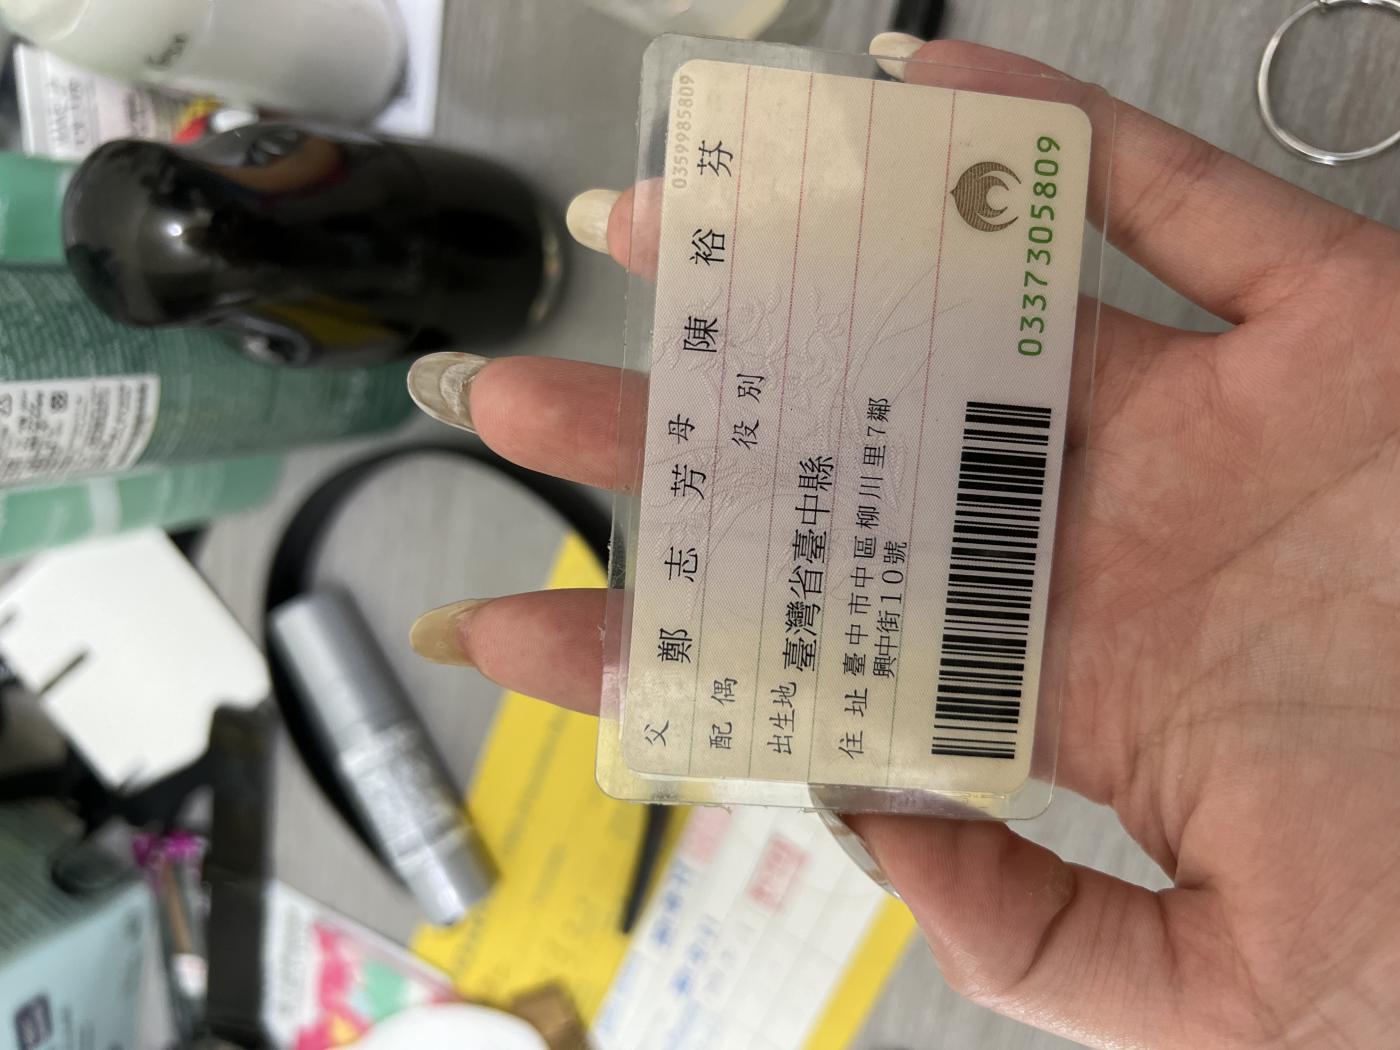 0359985809
父 鄭志芳 母 陳裕芬
配偶 役別
出生地 臺灣省臺中縣
住址 臺中市中區柳川里7鄰
興中街10號
0337305809